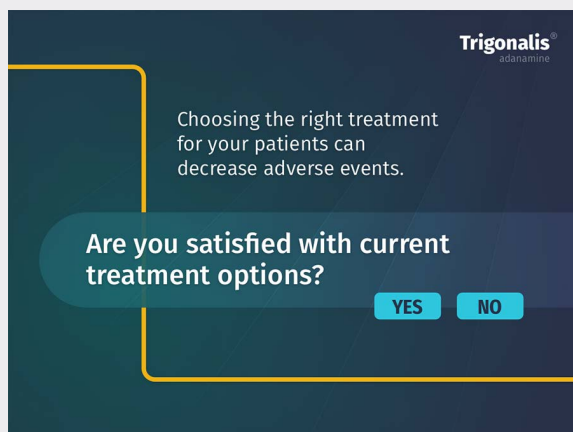 Trigonalis®
adanamine
Choosing the right treatment
for your patients can
decrease adverse events.
Are you satisfied with current
treatment options?
YES NO